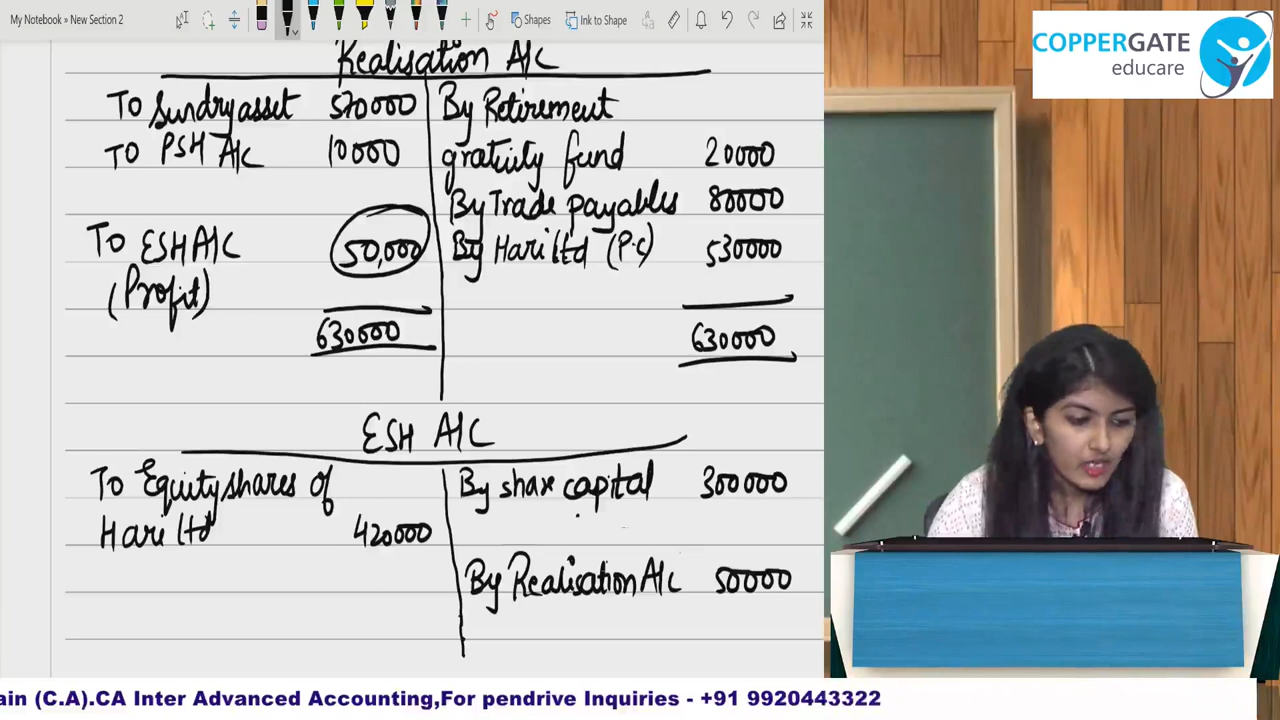 My Notebook » New Section 2
Shapes
Ink to Shape
COPPERGATE
educare
Realisation A/c
To Sundry asset 570000
By Retirement
To PSH A/c 10000
gratuity fund 20000
By Trade payables 80000
To ESH A/c 50,000
By Hari ltd (P.C) 530000
(Profit)
630000
630000
ESH A/C
To Equity shares of
By share capital 300000
Hari ltd 420000
By Realisation A/c 50000
ain (C.A).CA Inter Advanced Accounting,For pendrive Inquiries - +91 9920443322